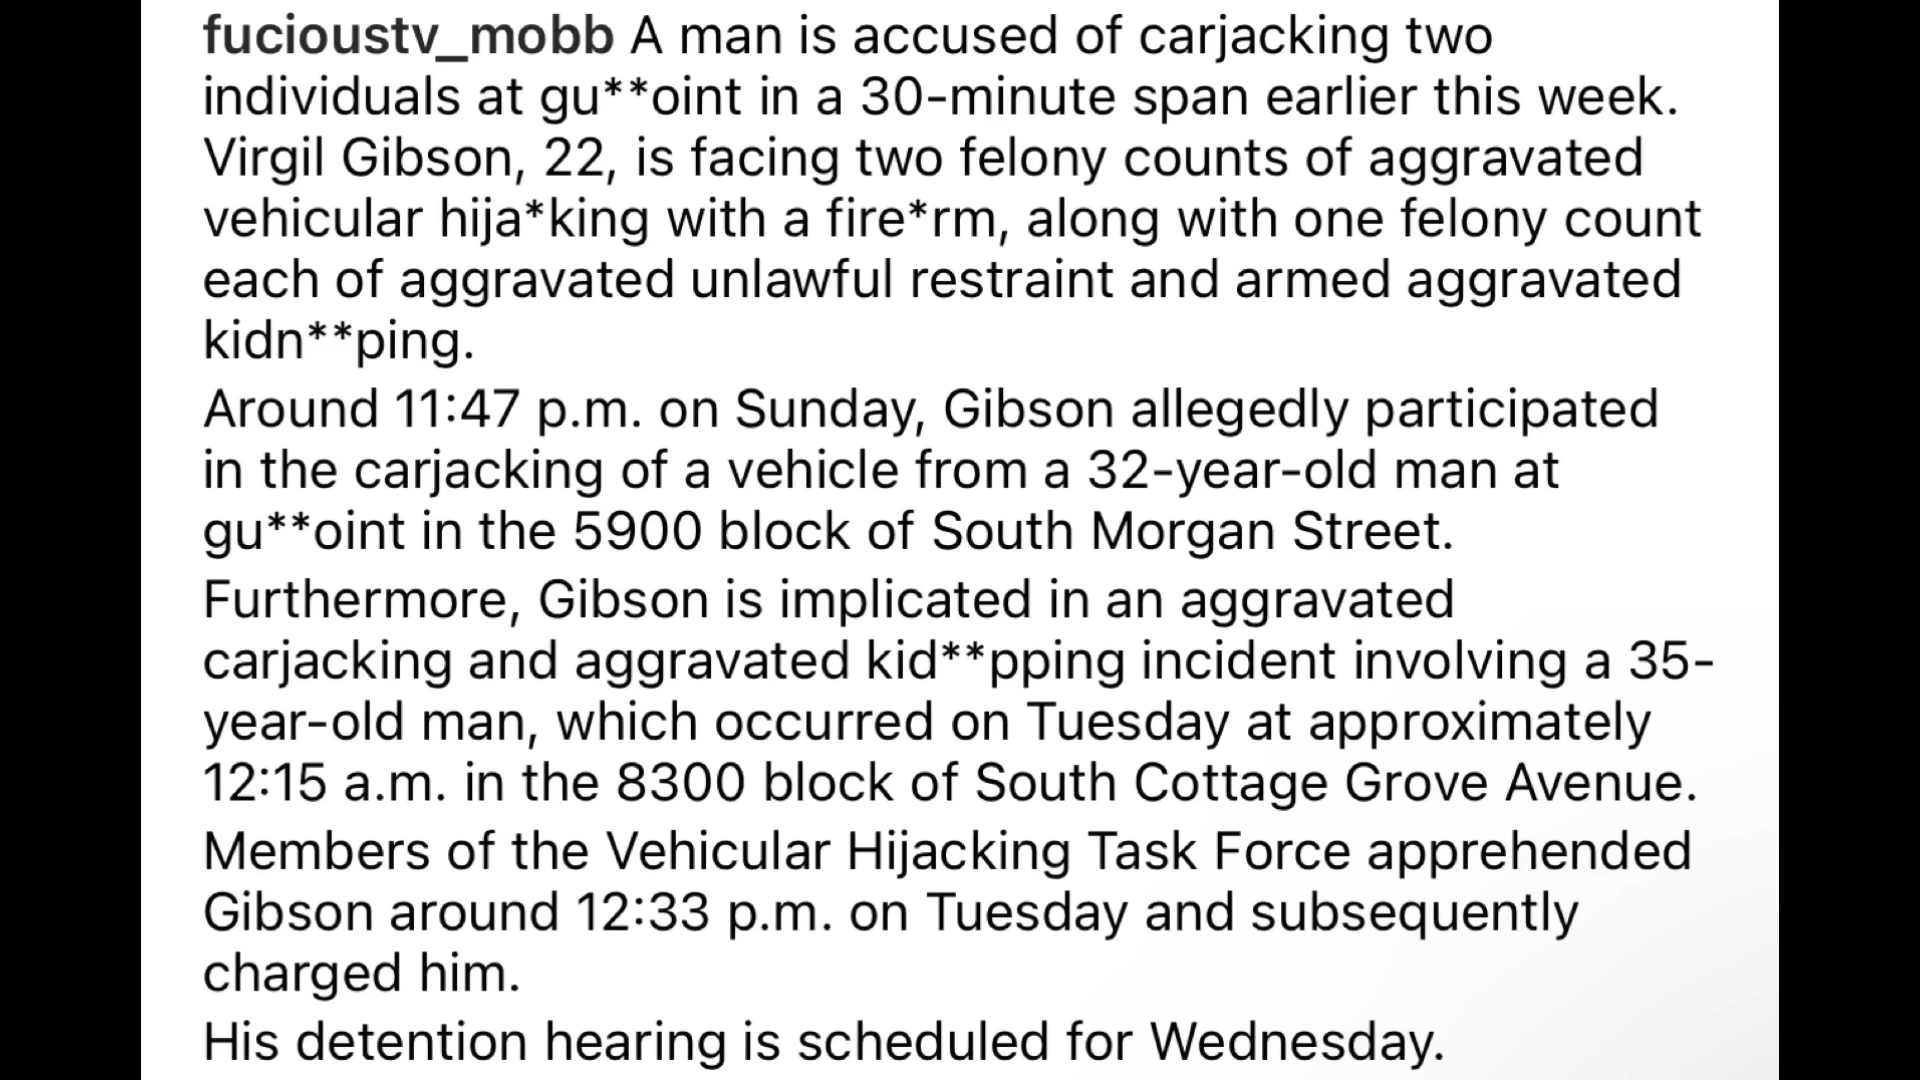 fucioustv_mobb A man is accused of carjacking two
individuals at gu**oint in a 30-minute span earlier this week.
Virgil Gibson, 22, is facing two felony counts of aggravated
vehicular hija*king with a fire*rm, along with one felony count
each of aggravated unlawful restraint and armed aggravated
kidn**ping.
Around 11:47 p.m. on Sunday, Gibson allegedly participated
in the carjacking of a vehicle from a 32-year-old man at
gu**oint in the 5900 block of South Morgan Street.
Furthermore, Gibson is implicated in an aggravated
carjacking and aggravated kid**pping incident involving a 35-
year-old man, which occurred on Tuesday at approximately
12:15 a.m. in the 8300 block of South Cottage Grove Avenue.
Members of the Vehicular Hijacking Task Force apprehended
Gibson around 12:33 p.m. on Tuesday and subsequently
charged him.
His detention hearing is scheduled for Wednesday.